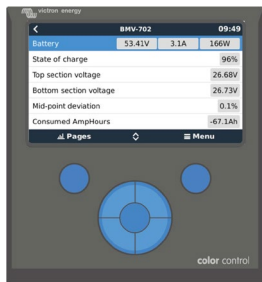 victron energy
BMV-702 09:49
Battery 53.41V 3.1A 166W
State of charge 96%
Top section voltage 26.68V
Bottom section voltage 26.73V
Mid-point deviation 0.1%
Consumed AmpHours -67.1Ah
Pages Menu
color control